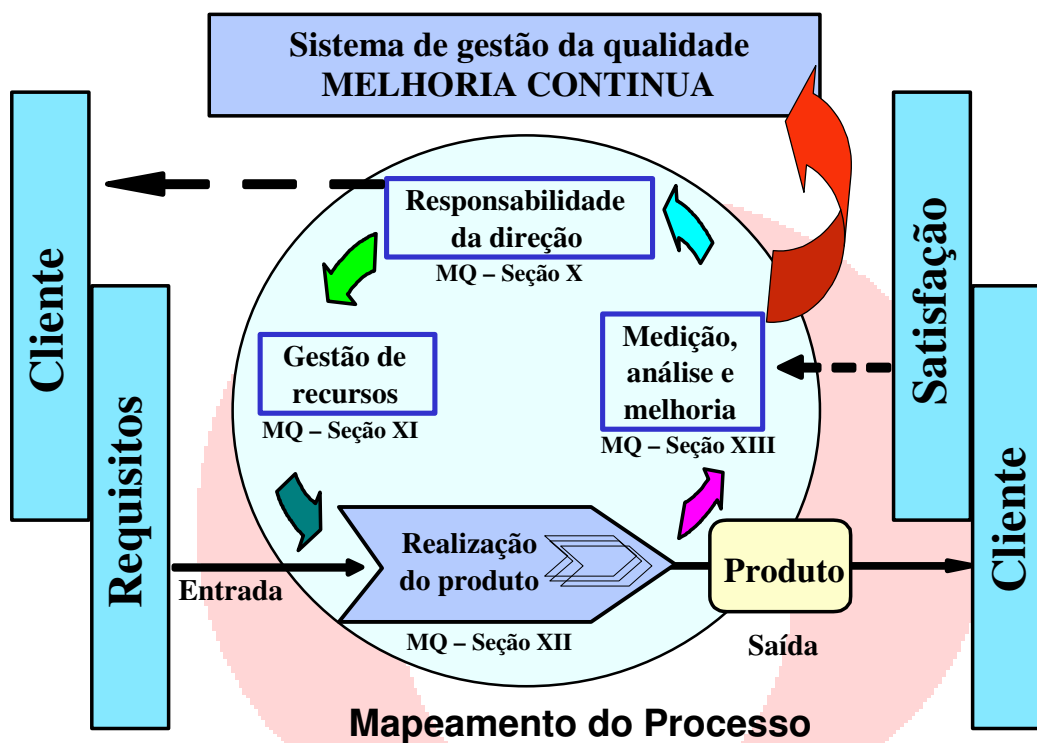 Sistema de gestão da qualidade
MELHORIA CONTINUA
Cliente
Requisitos
Responsabilidade
da direção
MQ – Seção X
Gestão de
recursos
MQ – Seção XI
Medição,
análise e
melhoria
MQ – Seção XIII
Satisfação
Cliente
Entrada
Realização
do produto
MQ – Seção XII
Produto
Saída
Mapeamento do Processo